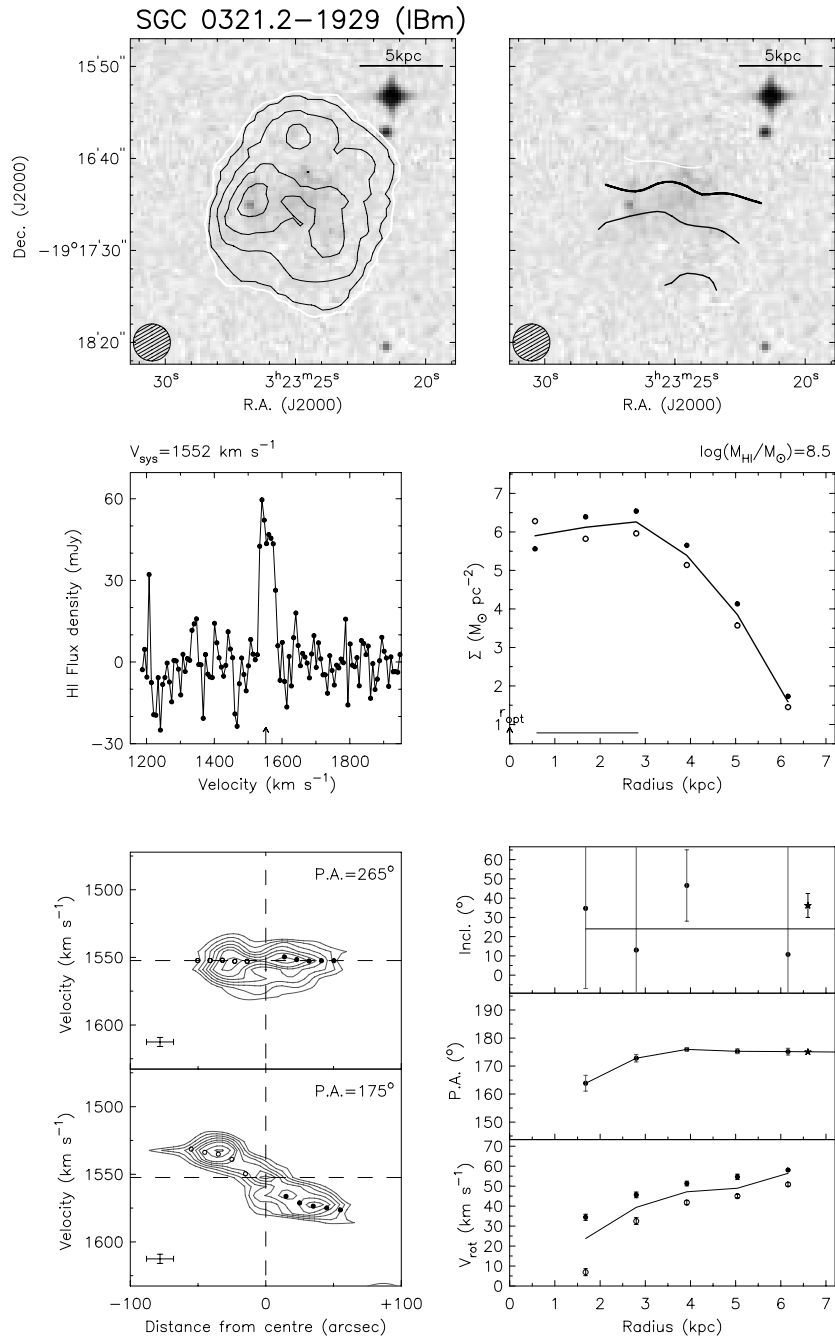 SGC 0321.2−1929 (IBm)
5kpc
5kpc
15'50"
16'40"
−19°17'30"
18'20"
Dec. (J2000)
30ˢ 3ʰ23ᵐ25ˢ 20ˢ
R.A. (J2000)
30ˢ 3ʰ23ᵐ25ˢ 20ˢ
R.A. (J2000)
V_sys=1552 km s⁻¹
60
30
0
−30
HI Flux density (mJy)
1200 1400 1600 1800
Velocity (km s⁻¹)
log(M_HI/M_⊙)=8.5
7
6
5
4
3
2
1
Σ (M_⊙ pc⁻²)
r_opt
0 1 2 3 4 5 6 7
Radius (kpc)
P.A.=265°
1500
1550
1600
Velocity (km s⁻¹)
P.A.=175°
1500
1550
1600
Velocity (km s⁻¹)
−100 0 +100
Distance from centre (arcsec)
60
50
40
30
20
10
0
Incl. (°)
190
180
170
160
150
P.A. (°)
70
60
50
40
30
20
10
0
V_rot (km s⁻¹)
0 1 2 3 4 5 6 7
Radius (kpc)